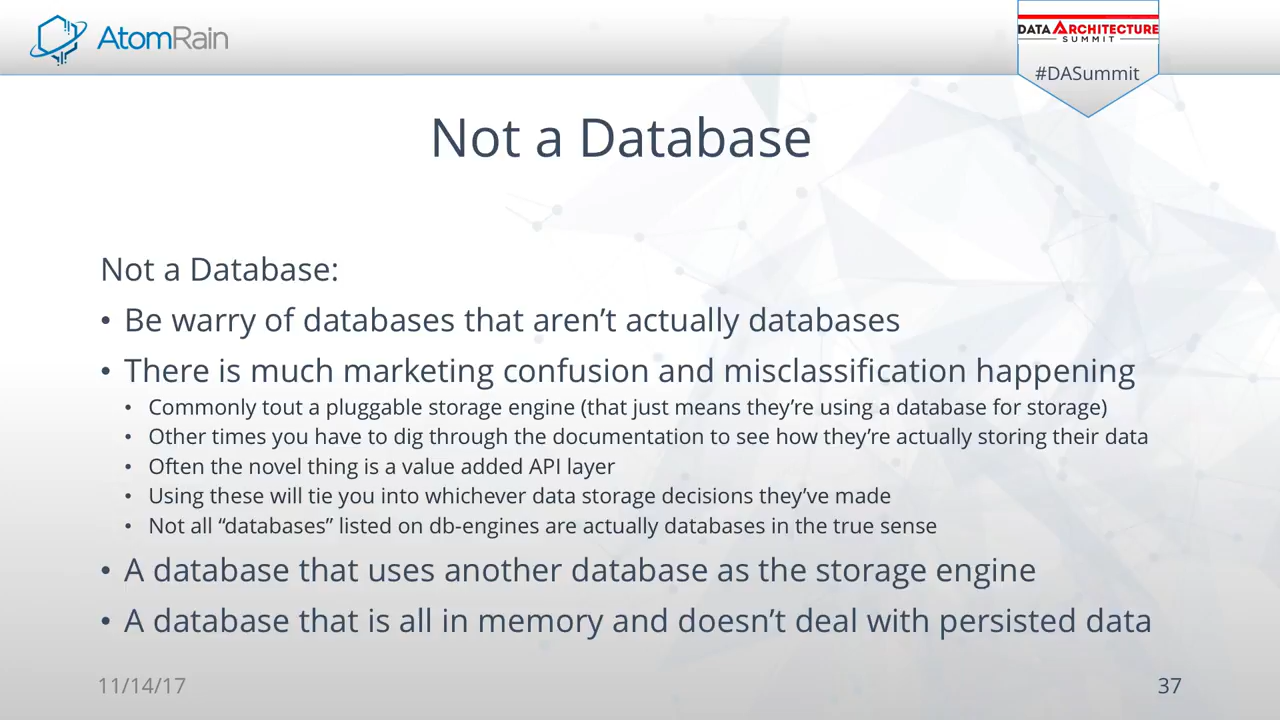 AtomRain
DATA ARCHITECTURE
SUMMIT
#DASummit
Not a Database
Not a Database:
• Be warry of databases that aren’t actually databases
• There is much marketing confusion and misclassification happening
• Commonly tout a pluggable storage engine (that just means they’re using a database for storage)
• Other times you have to dig through the documentation to see how they’re actually storing their data
• Often the novel thing is a value added API layer
• Using these will tie you into whichever data storage decisions they’ve made
• Not all “databases” listed on db-engines are actually databases in the true sense
• A database that uses another database as the storage engine
• A database that is all in memory and doesn’t deal with persisted data
11/14/17
37